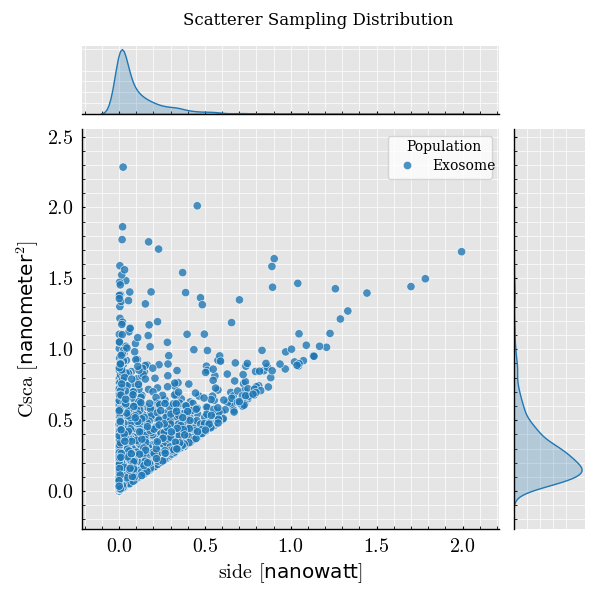 Scatterer Sampling Distribution
2.5
Population
Exosome
2.0
1.5
1.0
0.5
0.0
Csca [nanometer²]
0.0 0.5 1.0 1.5 2.0
side [nanowatt]